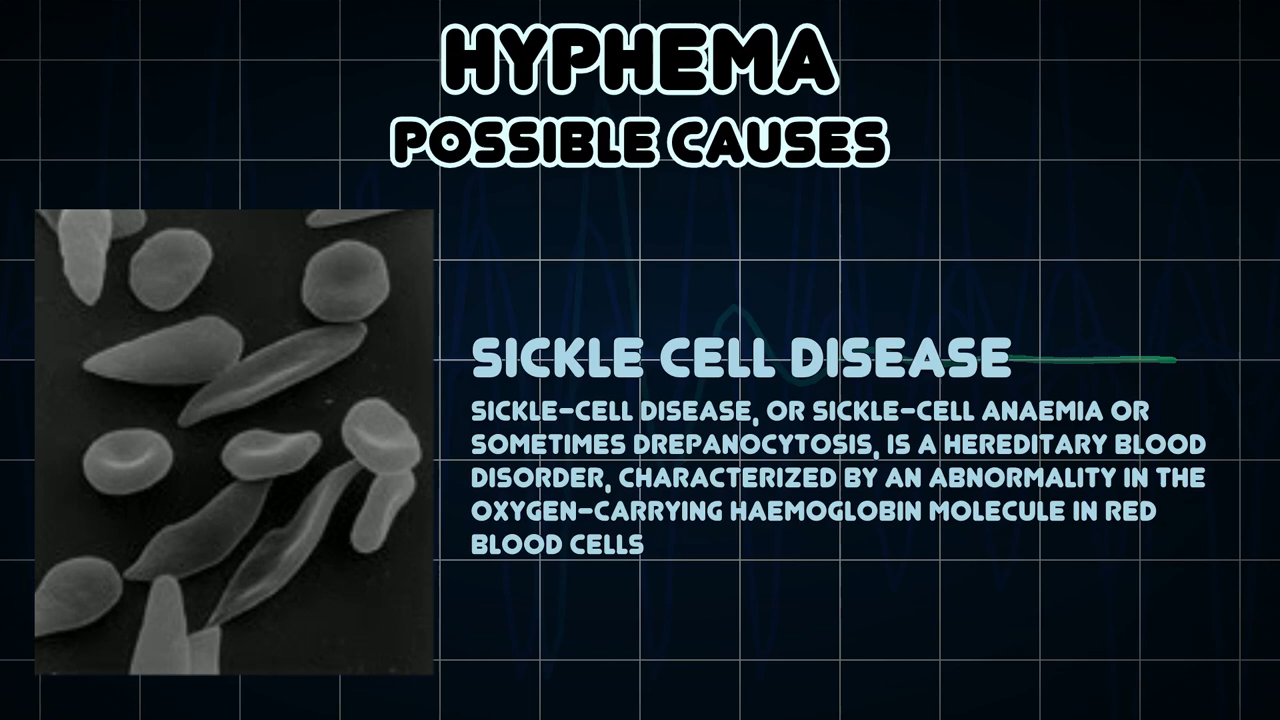 HYPHEMA
POSSIBLE CAUSES
SICKLE CELL DISEASE
SICKLE-CELL DISEASE, OR SICKLE-CELL ANAEMIA OR
SOMETIMES DREPANOCYTOSIS, IS A HEREDITARY BLOOD
DISORDER, CHARACTERIZED BY AN ABNORMALITY IN THE
OXYGEN-CARRYING HAEMOGLOBIN MOLECULE IN RED
BLOOD CELLS